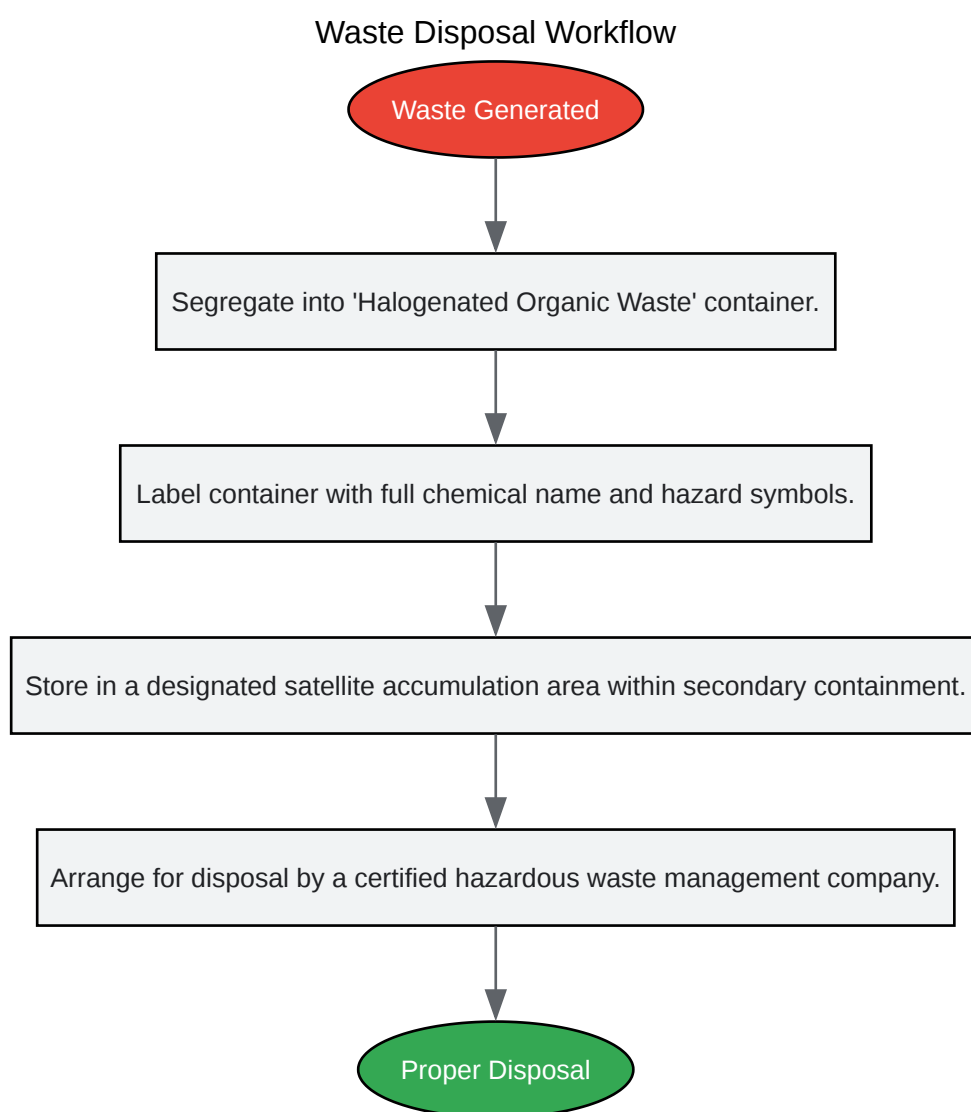 Waste Disposal Workflow
Waste Generated
Segregate into 'Halogenated Organic Waste' container.
Label container with full chemical name and hazard symbols.
Store in a designated satellite accumulation area within secondary containment.
Arrange for disposal by a certified hazardous waste management company.
Proper Disposal